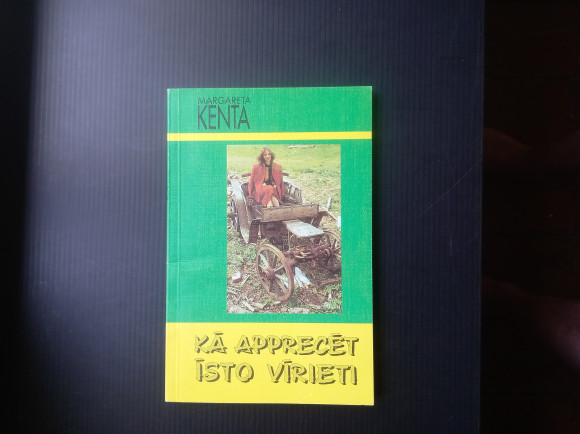 MARGARETA
KENTA
KĀ APPRECĒT
ĪSTO VĪRIETI